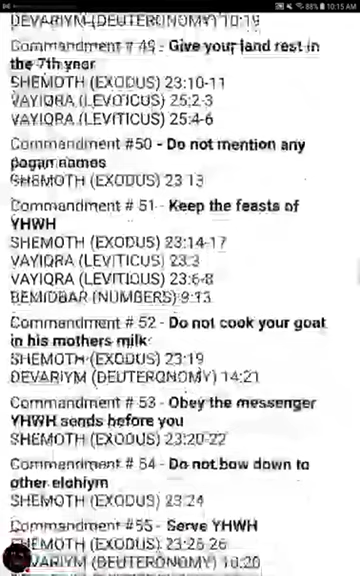 88% 10:15 AM
DEVARIYM (DEUTERONOMY) 10:19
Commandment # 49 - Give your land rest in
the 7th year
SHEMOTH (EXODUS) 23:10-11
VAYIQRA (LEVITICUS) 25:2-3
VAYIQRA (LEVITICUS) 25:4-6
Commandment #50 - Do not mention any
pagan names
SHEMOTH (EXODUS) 23 13
Commandment # 51 - Keep the feasts of
YHWH
SHEMOTH (EXODUS) 23:14-17
VAYIQRA (LEVITICUS) 23:3
VAYIQRA (LEVITICUS) 23:6-8
BEMIDBAR (NUMBERS) 9:13
Commandment # 52 - Do not cook your goat
in his mothers milk
SHEMOTH (EXODUS) 23:19
DEVARIYM (DEUTERONOMY) 14:21
Commandment # 53 - Obey the messenger
YHWH sends before you
SHEMOTH (EXODUS) 23:20-22
Commandment # 54 - Do not bow down to
other elohiym
SHEMOTH (EXODUS) 23:24
Commandment #55 - Serve YHWH
SHEMOTH (EXODUS) 23:25-26
DEVARIYM (DEUTERONOMY) 10:20